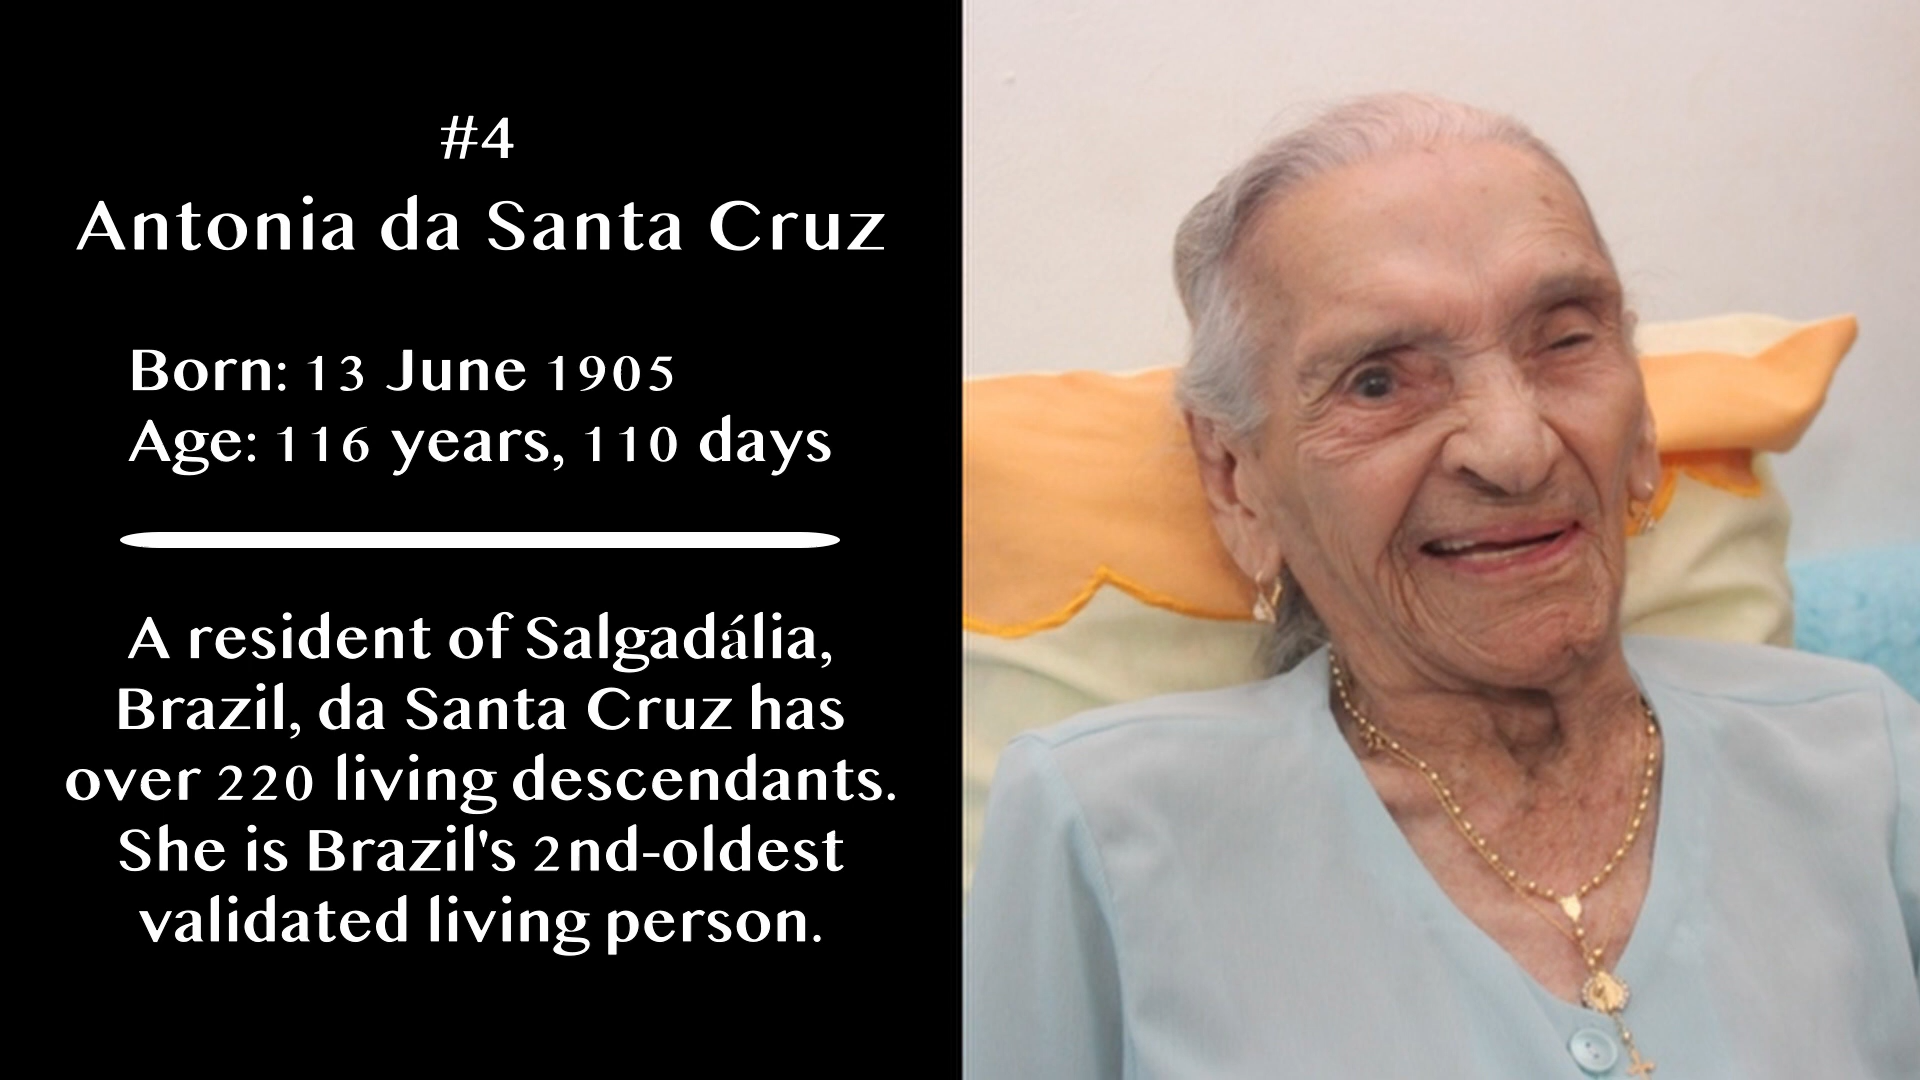 #4
Antonia da Santa Cruz
Born: 13 June 1905
Age: 116 years, 110 days
A resident of Salgadália,
Brazil, da Santa Cruz has
over 220 living descendants.
She is Brazil's 2nd-oldest
validated living person.